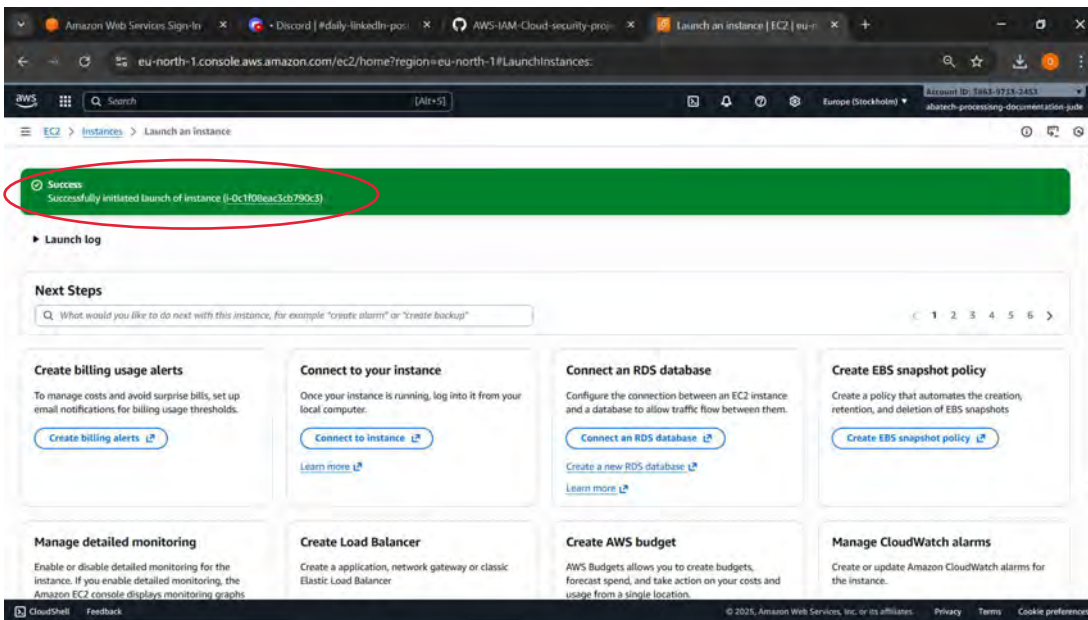 Amazon Web Services Sign-In
Discord | #daily-linkedin-post
AWS-IAM-Cloud-security-proj
Launch an instance | EC2 | eu-n
eu-north-1.console.aws.amazon.com/ec2/home?region=eu-north-1#LaunchInstances:
aws
Search
[Alt+S]
Europe (Stockholm)
Account ID:
abatech-processisng-documentation-jude
EC2 > Instances > Launch an instance
Success
Successfully initiated launch of instance (i-0c1f08eac3cb790c3)
Launch log
Next Steps
What would you like to do next with this instance, for example "create alarm" or "create backup"
1 2 3 4 5 6
Create billing usage alerts
To manage costs and avoid surprise bills, set up
email notifications for billing usage thresholds.
Create billing alerts
Connect to your instance
Once your instance is running, log into it from your
local computer.
Connect to instance
Learn more
Connect an RDS database
Configure the connection between an EC2 instance
and a database to allow traffic flow between them.
Connect an RDS database
Create a new RDS database
Learn more
Create EBS snapshot policy
Create a policy that automates the creation,
retention, and deletion of EBS snapshots
Create EBS snapshot policy
Manage detailed monitoring
Enable or disable detailed monitoring for the
instance. If you enable detailed monitoring, the
Amazon EC2 console displays monitoring graphs
Create Load Balancer
Create a application, network gateway or classic
Elastic Load Balancer
Create AWS budget
AWS Budgets allows you to create budgets,
forecast spend, and take action on your costs and
usage from a single location.
Manage CloudWatch alarms
Create or update Amazon CloudWatch alarms for
the instance.
CloudShell Feedback
© 2025, Amazon Web Services, Inc. or its affiliates. Privacy Terms Cookie preferences